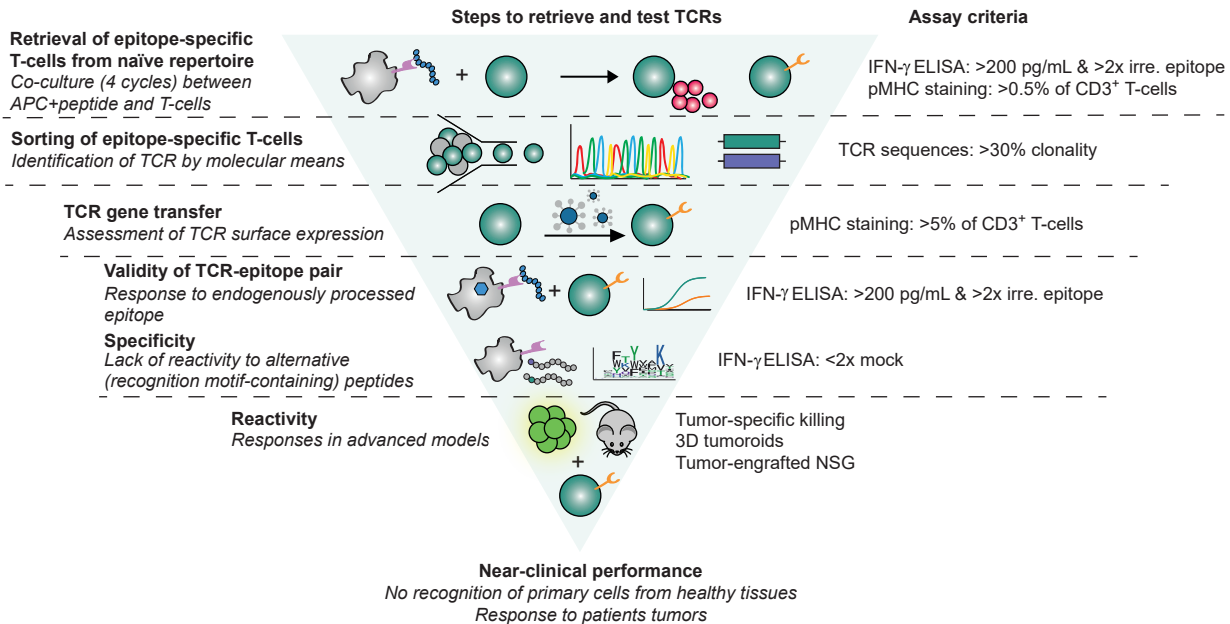 Steps to retrieve and test TCRs
Assay criteria
Retrieval of epitope-specific
T-cells from naïve repertoire
Co-culture (4 cycles) between
APC+peptide and T-cells
+
IFN-γ ELISA: >200 pg/mL & >2x irre. epitope
pMHC staining: >0.5% of CD3⁺ T-cells
Sorting of epitope-specific T-cells
Identification of TCR by molecular means
TCR sequences: >30% clonality
TCR gene transfer
Assessment of TCR surface expression
pMHC staining: >5% of CD3⁺ T-cells
Validity of TCR-epitope pair
Response to endogenously processed
epitope
+
IFN-γ ELISA: >200 pg/mL & >2x irre. epitope
Specificity
Lack of reactivity to alternative
(recognition motif-containing) peptides
IFN-γ ELISA: <2x mock
Reactivity
Responses in advanced models
+
Tumor-specific killing
3D tumoroids
Tumor-engrafted NSG
Near-clinical performance
No recognition of primary cells from healthy tissues
Response to patients tumors